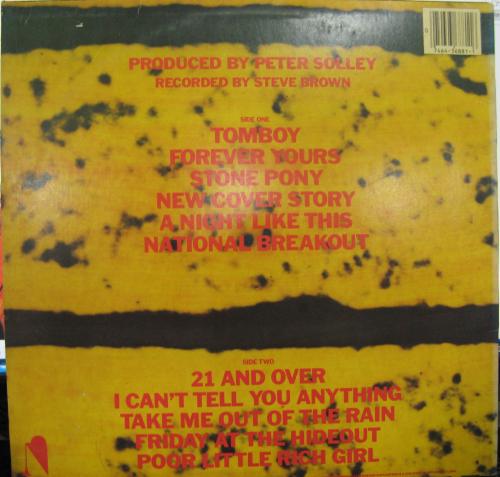 PRODUCED BY PETER SOLLEY
RECORDED BY STEVE BROWN
SIDE ONE
TOMBOY
FOREVER YOURS
STONE PONY
NEW COVER STORY
A NIGHT LIKE THIS
NATIONAL BREAKOUT
SIDE TWO
21 AND OVER
I CAN'T TELL YOU ANYTHING
TAKE ME OUT OF THE RAIN
FRIDAY AT THE HIDEOUT
POOR LITTLE RICH GIRL